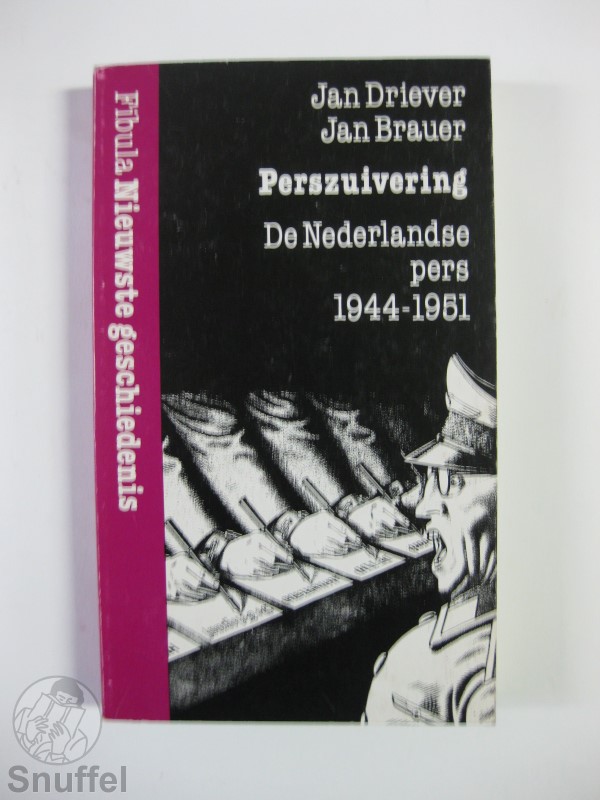 Jan Driever
Jan Brauer
Perszuivering
De Nederlandse
pers
1944-1951
Fibula Nieuwste geschiedenis
Snuffel